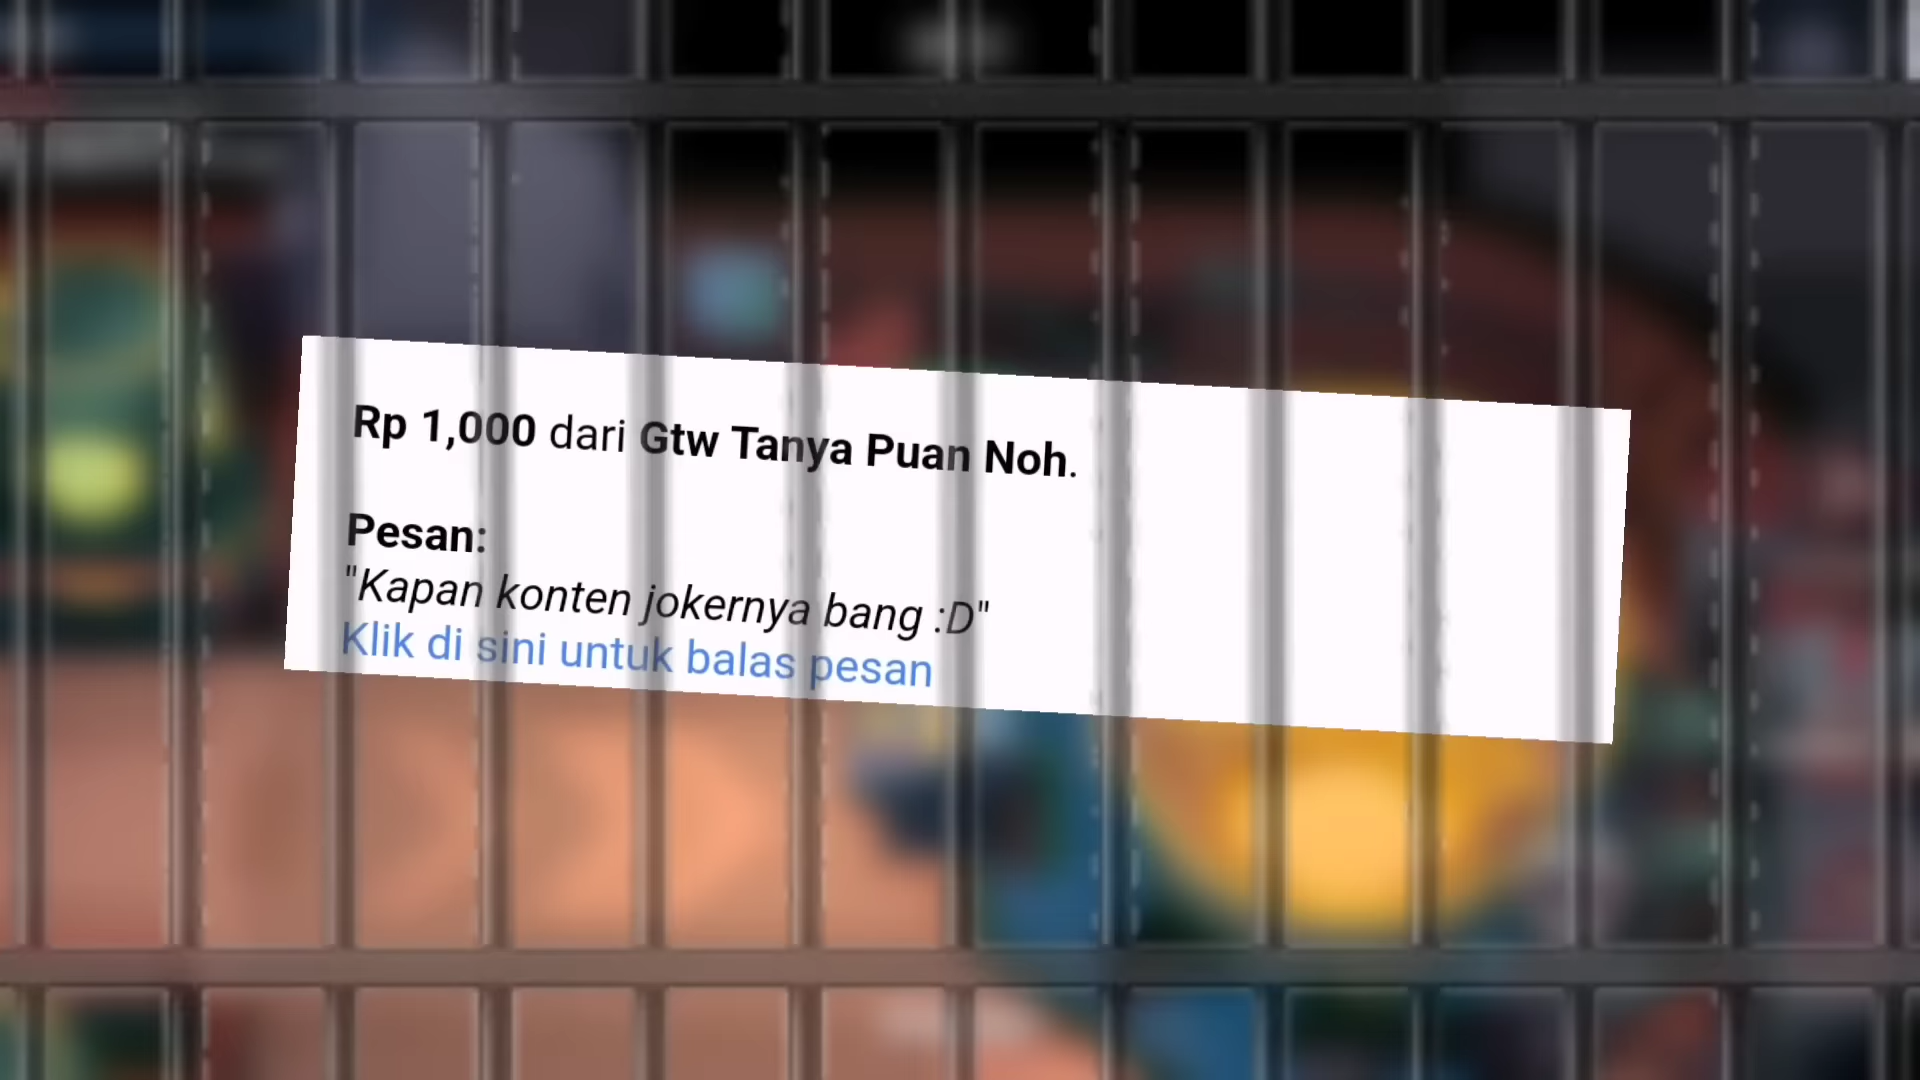 Rp 1,000 dari Gtw Tanya Puan Noh.
Pesan:
"Kapan konten jokernya bang :D"
Klik di sini untuk balas pesan